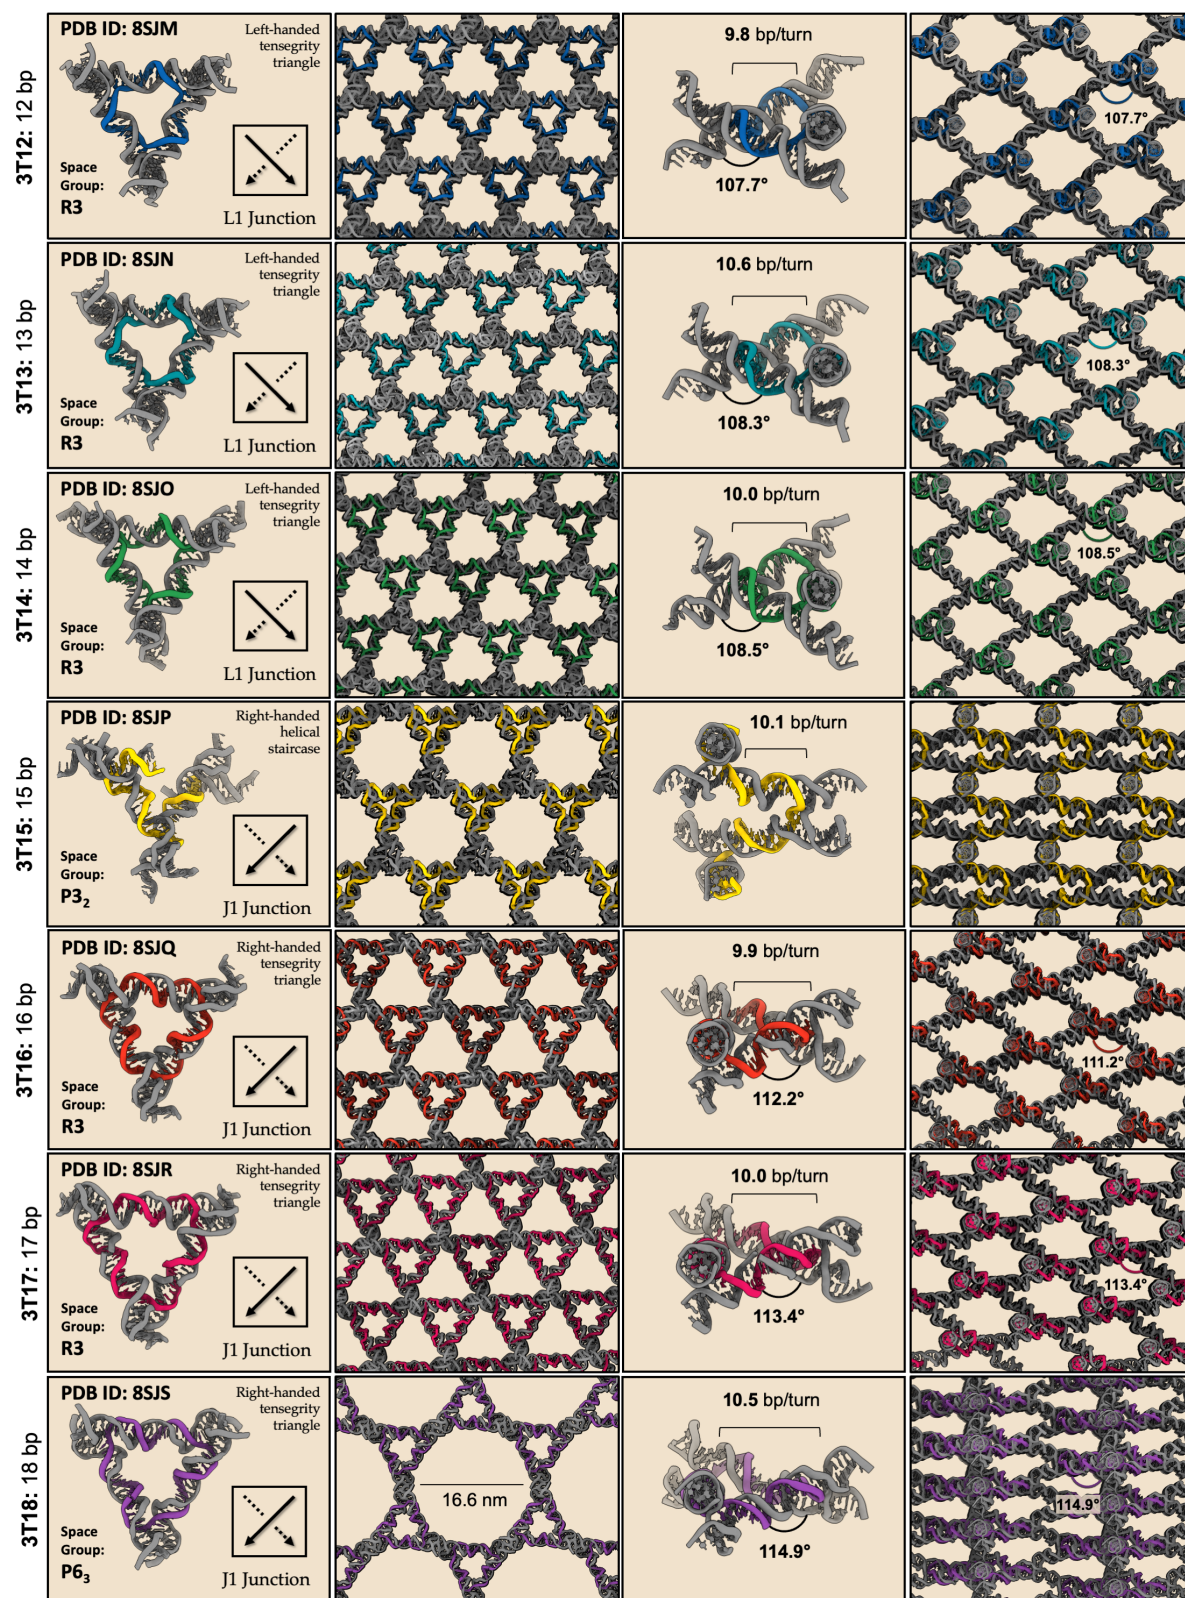 3T12: 12 bp
PDB ID: 8SJM
Left-handed
tensegrity
triangle
Space
Group:
R3
L1 Junction
9.8 bp/turn
107.7°
107.7°
3T13: 13 bp
PDB ID: 8SJN
Left-handed
tensegrity
triangle
Space
Group:
R3
L1 Junction
10.6 bp/turn
108.3°
108.3°
3T14: 14 bp
PDB ID: 8SJO
Left-handed
tensegrity
triangle
Space
Group:
R3
L1 Junction
10.0 bp/turn
108.5°
108.5°
3T15: 15 bp
PDB ID: 8SJP
Right-handed
helical
staircase
Space
Group:
P3₂
J1 Junction
10.1 bp/turn
3T16: 16 bp
PDB ID: 8SJQ
Right-handed
tensegrity
triangle
Space
Group:
R3
J1 Junction
9.9 bp/turn
112.2°
111.2°
3T17: 17 bp
PDB ID: 8SJR
Right-handed
tensegrity
triangle
Space
Group:
R3
J1 Junction
10.0 bp/turn
113.4°
113.4°
3T18: 18 bp
PDB ID: 8SJS
Right-handed
tensegrity
triangle
Space
Group:
P6₃
J1 Junction
16.6 nm
10.5 bp/turn
114.9°
114.9°